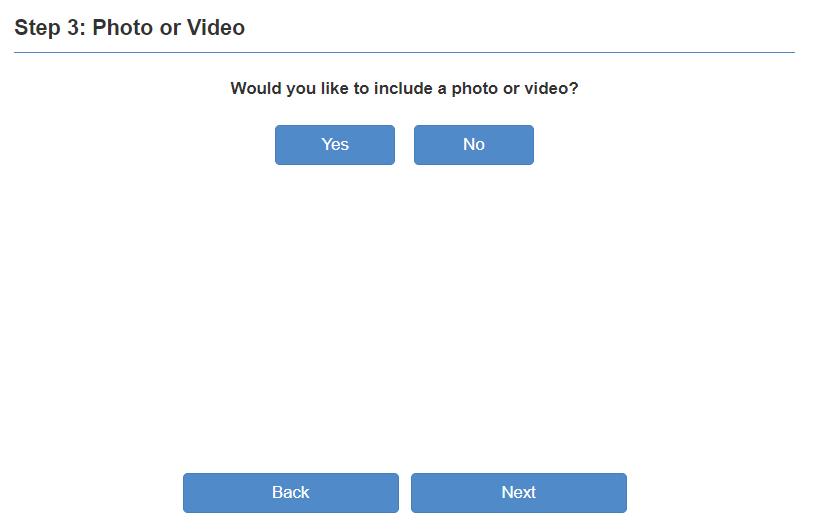 Step 3: Photo or Video
Would you like to include a photo or video?
Yes No
Back Next